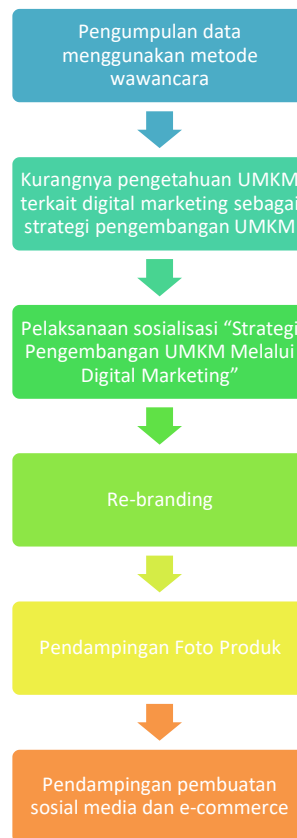 Pengumpulan data
menggunakan metode
wawancara
Kurangnya pengetahuan UMKM
terkait digital marketing sebagai
strategi pengembangan UMKM
Pelaksanaan sosialisasi “Strategi
Pengembangan UMKM Melalui
Digital Marketing”
Re-branding
Pendampingan Foto Produk
Pendampingan pembuatan
sosial media dan e-commerce